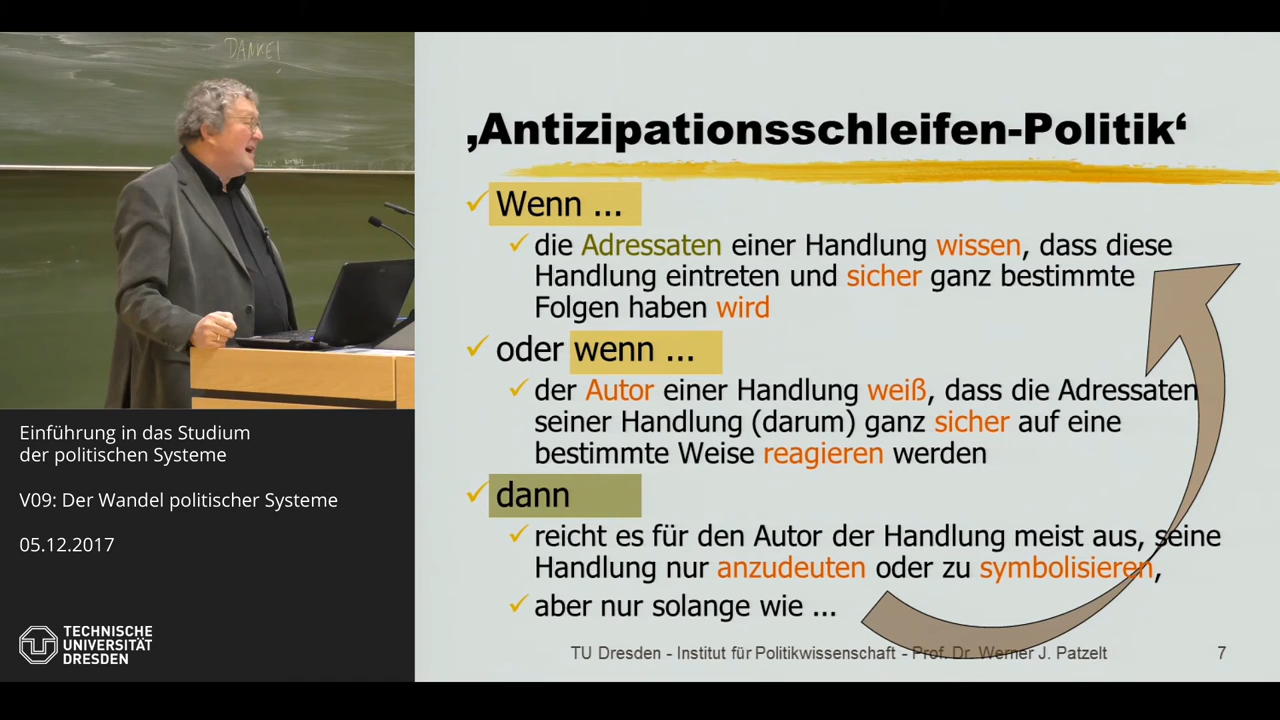 DANKE!
‚Antizipationsschleifen-Politik‘
Wenn ...
die Adressaten einer Handlung wissen, dass diese
Handlung eintreten und sicher ganz bestimmte
Folgen haben wird
oder wenn ...
der Autor einer Handlung weiß, dass die Adressaten
seiner Handlung (darum) ganz sicher auf eine
bestimmte Weise reagieren werden
dann
reicht es für den Autor der Handlung meist aus, seine
Handlung nur anzudeuten oder zu symbolisieren,
aber nur solange wie ...
TU Dresden - Institut für Politikwissenschaft - Prof. Dr. Werner J. Patzelt
7
Einführung in das Studium
der politischen Systeme
V09: Der Wandel politischer Systeme
05.12.2017
TECHNISCHE
UNIVERSITÄT
DRESDEN